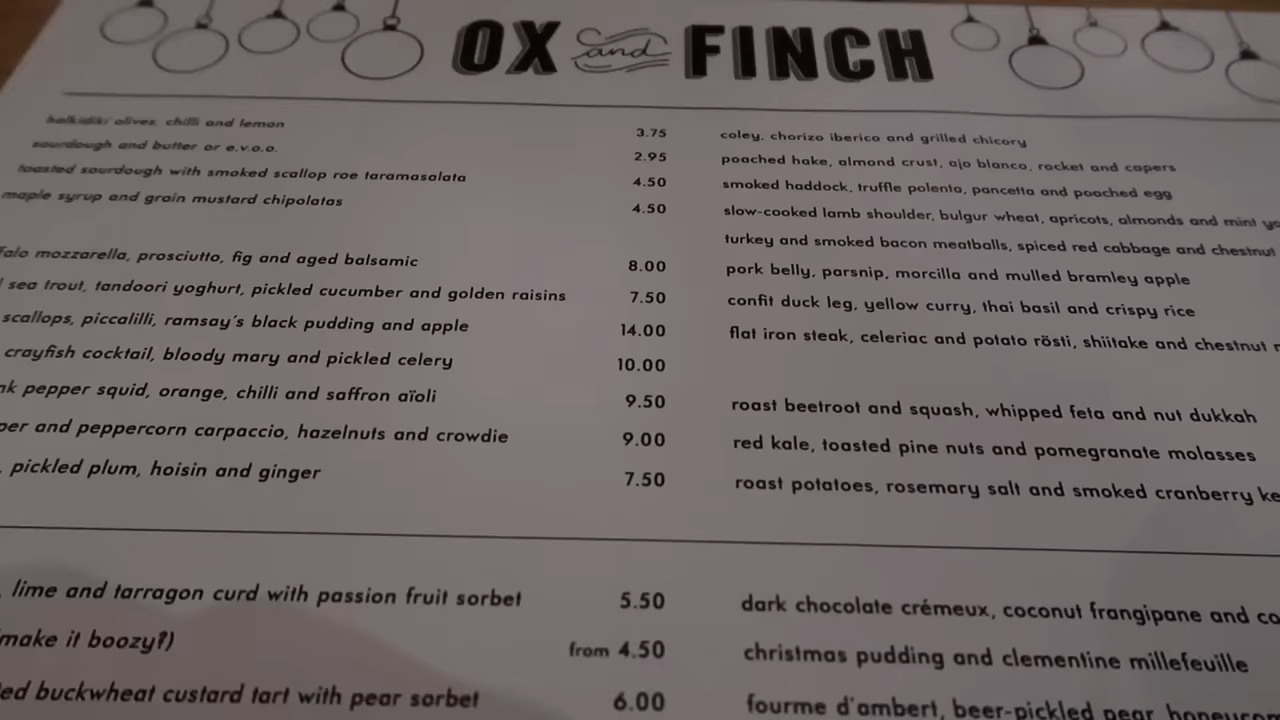 OX and FINCH
halkidiki olives, chilli and lemon 3.75
sourdough and butter or e.v.o.o. 2.95
toasted sourdough with smoked scallop roe taramasalata 4.50
maple syrup and grain mustard chipolatas 4.50
mozzarella, prosciutto, fig and aged balsamic 8.00
sea trout, tandoori yoghurt, pickled cucumber and golden raisins 7.50
scallops, piccalilli, ramsay's black pudding and apple 14.00
crayfish cocktail, bloody mary and pickled celery 10.00
pepper squid, orange, chilli and saffron aïoli 9.50
and peppercorn carpaccio, hazelnuts and crowdie 9.00
pickled plum, hoisin and ginger 7.50
coley, chorizo iberico and grilled chicory
poached hake, almond crust, ajo blanco, rocket and capers
smoked haddock, truffle polenta, pancetta and poached egg
slow-cooked lamb shoulder, bulgur wheat, apricots, almonds and mint
turkey and smoked bacon meatballs, spiced red cabbage and chestnut
pork belly, parsnip, morcilla and mulled bramley apple
confit duck leg, yellow curry, thai basil and crispy rice
flat iron steak, celeriac and potato rösti, shiitake and chestnut
roast beetroot and squash, whipped feta and nut dukkah
red kale, toasted pine nuts and pomegranate molasses
roast potatoes, rosemary salt and smoked cranberry
lime and tarragon curd with passion fruit sorbet 5.50
make it boozy?) from 4.50
buckwheat custard tart with pear sorbet 6.00
dark chocolate crémeux, coconut frangipane and
christmas pudding and clementine millefeuille
fourme d'ambert, beer-pickled pear